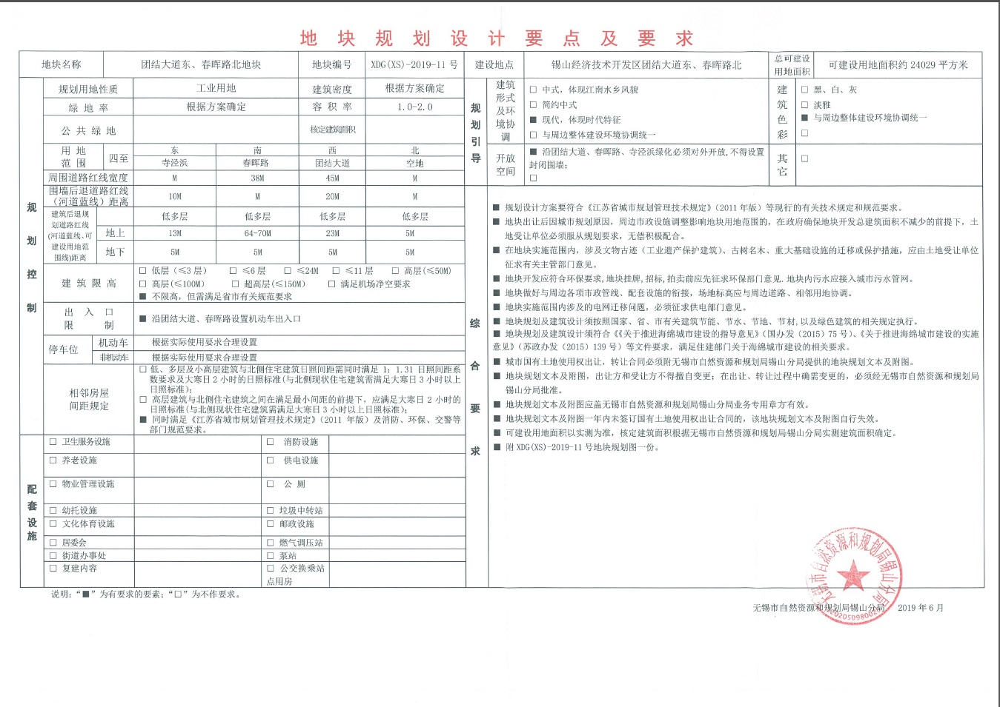 地块规划设计要点及要求
地块名称 团结大道东、春晖路北地块 地块编号 XDG(XS)-2019-11 号 建设地点 锡山经济技术开发区团结大道东、春晖路北 总可建设用地面积 可建设用地面积约 24029 平方米
规划控制
规划用地性质 工业用地 建筑密度 根据方案确定
绿地率 根据方案确定 容积率 1.0-2.0
公共绿地 核定建筑面积
用地范围 四至 东 南 西 北
寺泾浜 春晖路 团结大道 空地
周围道路红线宽度 M 38M 45M M
围墙后退道路红线
（河道蓝线）距离 10M M 20M M
建筑后退规
划道路红线
(河道蓝线、可
建设用地范
围线)距离
低多层 低多层 低多层 低多层
地上 13M 64-70M 23M 5M
地下 5M 5M 5M 5M
建筑限高
□ 低层（≤3 层） □ ≤6 层 □ ≤24M □ ≤11 层 □ 高层(≤50M)
□ 高层(≤100M) □ 超高层(≤150M) □ 满足机场净空要求
■ 不限高，但需满足省市有关规范要求
出入口
限制
■ 沿团结大道、春晖路设置机动车出入口
停车位 机动车 根据实际使用要求合理设置
非机动车 根据实际使用要求合理设置
相邻房屋
间距规定
□ 低、多层及小高层建筑与北侧住宅建筑日照间距需同时满足 1：1.31 日照间距系
数要求及大寒日 2 小时的日照标准(与北侧现状住宅建筑需满足大寒日 3 小时以上
日照标准)；
□ 高层建筑与北侧住宅建筑之间在满足最小间距的前提下，应满足大寒日 2 小时的
日照标准(与北侧现状住宅建筑需满足大寒日 3 小时以上日照标准)；
■ 同时满足《江苏省城市规划管理技术规定》（2011 年版）及消防、环保、交警等
部门规范要求。
配套设施
□ 卫生服务设施 □ 消防设施
□ 养老设施 □ 供电设施
□ 物业管理设施 □ 公厕
□ 幼托设施 □ 垃圾中转站
□ 文化体育设施 □ 邮政设施
□ 居委会 □ 燃气调压站
□ 街道办事处 □ 泵站
□ 复建内容 □ 公交换乘站
点用房
说明：“■”为有要求的要素；“□”为不作要求。
规划引导
建筑
形式
及环
境协
调
□ 中式，体现江南水乡风貌
□ 简约中式
■ 现代，体现时代特征
□ 与周边整体建设环境协调统一
建筑色彩
□ 黑、白、灰
□ 淡雅
■ 与周边整体建设环境协调统一
□
开放
空间
■ 沿团结大道、春晖路、寺泾浜绿化必须对外开放,不得设置
封闭围墙；
□
其它
□
综合要求
■ 规划设计方案要符合《江苏省城市规划管理技术规定》（2011 年版）等现行的有关技术规定和规范要求。
■ 地块出让后因城市规划原因，周边市政设施调整影响地块用地范围的，在政府确保地块开发总建筑面积不减少的前提下，土
地受让单位必须服从规划要求，无偿积极配合。
■ 在地块实施范围内，涉及文物古迹（工业遗产保护建筑）、古树名木、重大基础设施的迁移或保护措施，应由土地受让单位
征求有关主管部门意见。
■ 地块开发应符合环保要求,地块挂牌,招标,拍卖前应先征求环保部门意见.地块内污水应接入城市污水管网。
■ 地块做好与周边各项市政管线、配套设施的衔接，场地标高应与周边道路、相邻用地协调。
■ 地块实施范围内涉及的电网迁移问题，必须征求供电部门意见。
■ 地块规划及建筑设计须按照国家、省、市有关建筑节能、节水、节地、节材,以及绿色建筑的相关规定执行。
■ 地块规划及建筑设计须符合《《关于推进海绵城市建设的指导意见》（国办发（2015）75 号）、《关于推进海绵城市建设的实施
意见》（苏政办发（2015）139 号）等文件要求，满足住建部门关于海绵城市建设的相关要求。
■ 城市国有土地使用权出让，转让合同必须附无锡市自然资源和规划局锡山分局提供的地块规划文本及附图。
■ 地块规划文本及附图，出让方和受让方不得擅自变更；在出让、转让过程中确需变更的，必须经无锡市自然资源和规划局
锡山分局批准。
■ 地块规划文本及附图应盖无锡市自然资源和规划局锡山分局业务专用章方有效。
■ 地块规划文本及附图一年内未签订国有土地使用权出让合同的，该地块规划文本及附图自行失效。
■ 可建设用地面积以实测为准，核定建筑面积根据无锡市自然资源和规划局锡山分局实测建筑面积确定。
■ 附 XDG(XS)-2019-11 号地块规划图一份。
无锡市自然资源和规划局锡山分局
无锡市自然资源和规划局锡山分局 2019 年 6 月